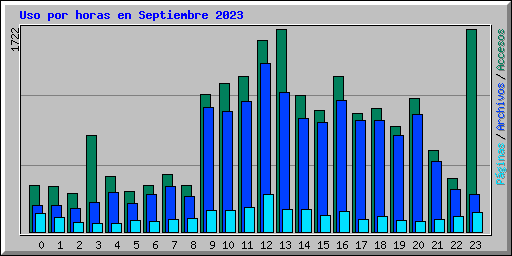 Uso por horas en Septiembre 2023
1722
Páginas / Archivos / Accesos
0 1 2 3 4 5 6 7 8 9 10 11 12 13 14 15 16 17 18 19 20 21 22 23